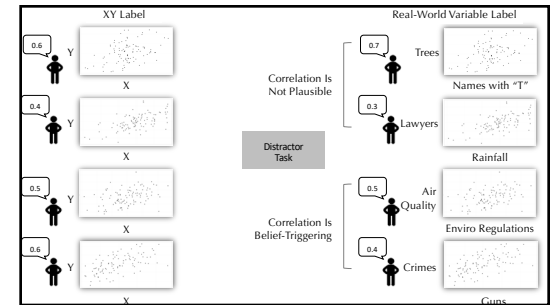 XY Label
0.6
Y
X
0.4
Y
X
0.5
Y
X
0.6
Y
X
Distractor
Task
Real-World Variable Label
Correlation Is
Not Plausible
0.7
Trees
Names with “T”
0.3
Lawyers
Rainfall
Correlation Is
Belief-Triggering
0.5
Air
Quality
Enviro Regulations
0.4
Crimes
Guns